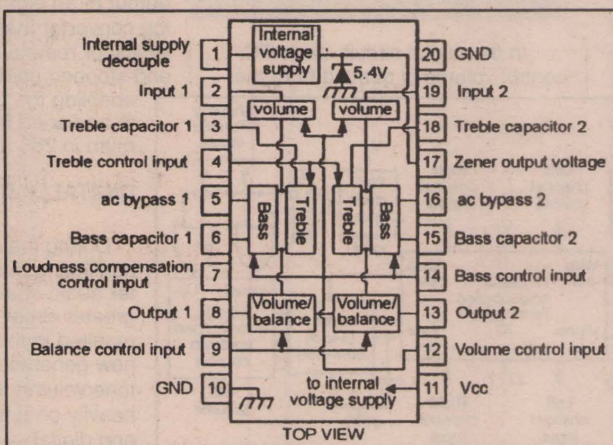 Internal supply
decouple
1
Internal
voltage
supply
5.4V
20
GND
Input 1
2
volume
volume
19
Input 2
Treble capacitor 1
3
18
Treble capacitor 2
Treble control input
4
17
Zener output voltage
ac bypass 1
5
Bass
Treble
Treble
Bass
16
ac bypass 2
Bass capacitor 1
6
15
Bass capacitor 2
Loudness compensation
control input
7
14
Bass control input
Output 1
8
Volume/
balance
Volume/
balance
13
Output 2
Balance control input
9
12
Volume control input
GND
10
to internal
voltage supply
11
Vcc
TOP VIEW